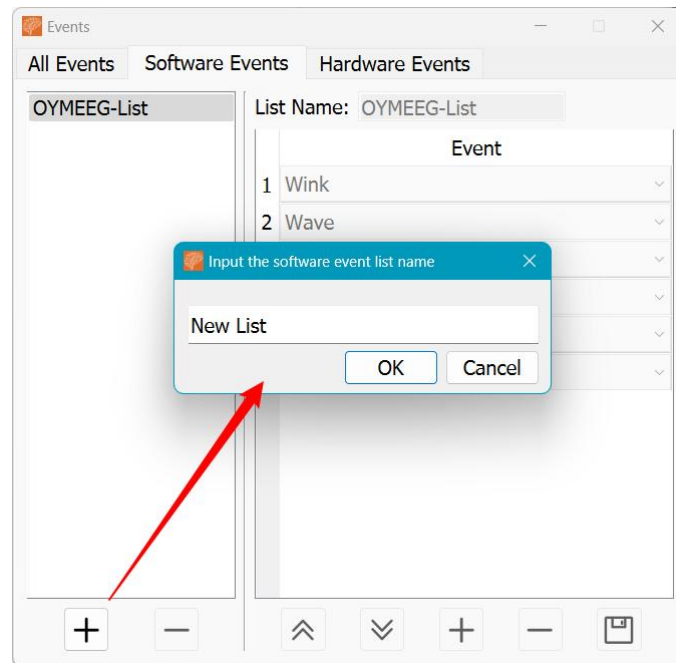 Events
All Events Software Events Hardware Events
OYMEEG-List
List Name: OYMEEG-List
Event
1 Wink
2 Wave
Input the software event list name
New List
OK Cancel